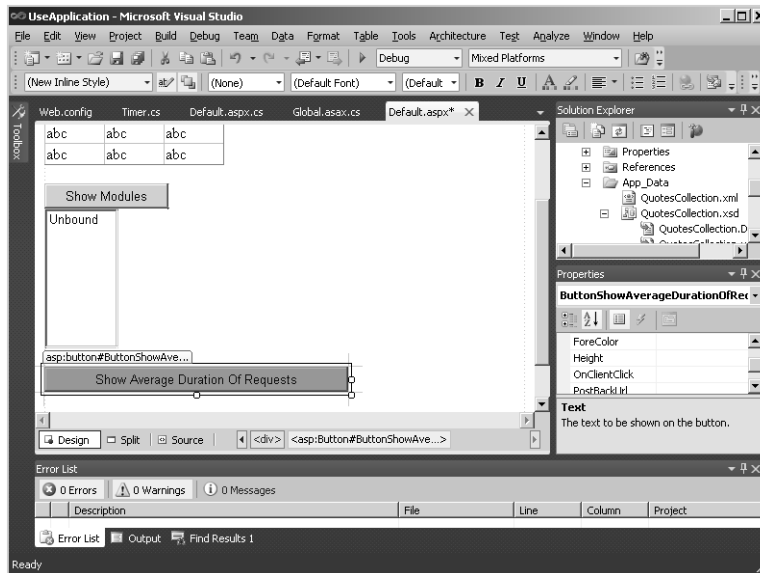 UseApplication - Microsoft Visual Studio
File Edit View Project Build Debug Team Data Format Table Tools Architecture Test Analyze Window Help
Debug Mixed Platforms
(New Inline Style) (None) (Default Font) (Default B I U A
Toolbox
Web.config Timer.cs Default.aspx.cs Global.asax.cs Default.aspx* X
abc abc abc
abc abc abc
Show Modules
Unbound
asp:button#ButtonShowAve...
Show Average Duration Of Requests
Design Split Source <div> <asp:Button#ButtonShowAve...>
Solution Explorer
Properties
References
App_Data
QuotesCollection.xml
QuotesCollection.xsd
QuotesCollection.D
Properties
ButtonShowAverageDurationOfRec
ForeColor
Height
OnClientClick
PostBackUrl
Text
The text to be shown on the button.
Error List
0 Errors 0 Warnings 0 Messages
Description File Line Column Project
Error List Output Find Results 1
Ready